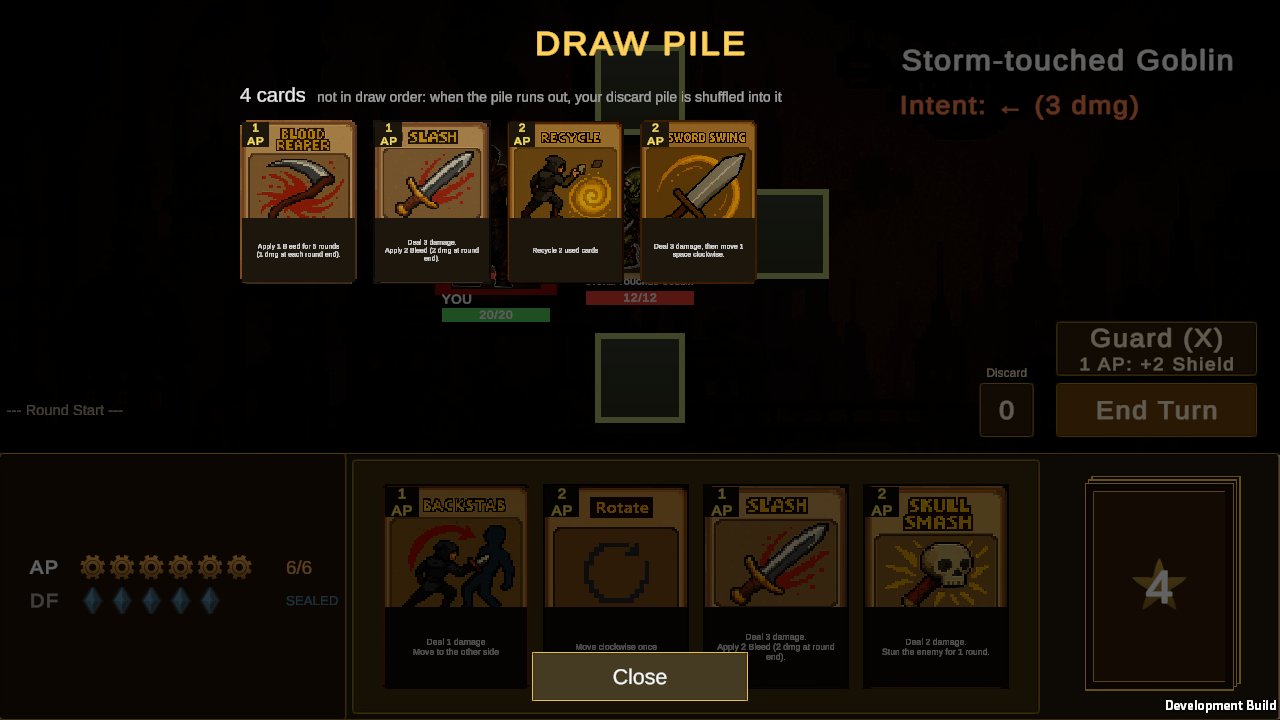 DRAW PILE
Storm-touched Goblin
Intent: ← (3 dmg)
4 cards not in draw order: when the pile runs out, your discard pile is shuffled into it
1 AP
BLOOD REAPER
Apply 1 Bleed for 5 rounds
(1 dmg at each round end).
1 AP
SLASH
Deal 3 damage.
Apply 2 Bleed (2 dmg at round
end).
2 AP
RECYCLE
Recycle 2 used cards
2 AP
SWORD SWING
Deal 3 damage, then move 1
space clockwise.
YOU
20/20
12/12
Guard (X)
1 AP: +2 Shield
Discard
0
End Turn
--- Round Start ---
AP
6/6
DF
SEALED
1 AP
BACKSTAB
Deal 1 damage
Move to the other side
2 AP
Rotate
Move clockwise once
1 AP
SLASH
Deal 3 damage.
Apply 2 Bleed (2 dmg at round
end).
2 AP
SKULL SMASH
Deal 2 damage.
Stun the enemy for 1 round.
4
Close
Development Build